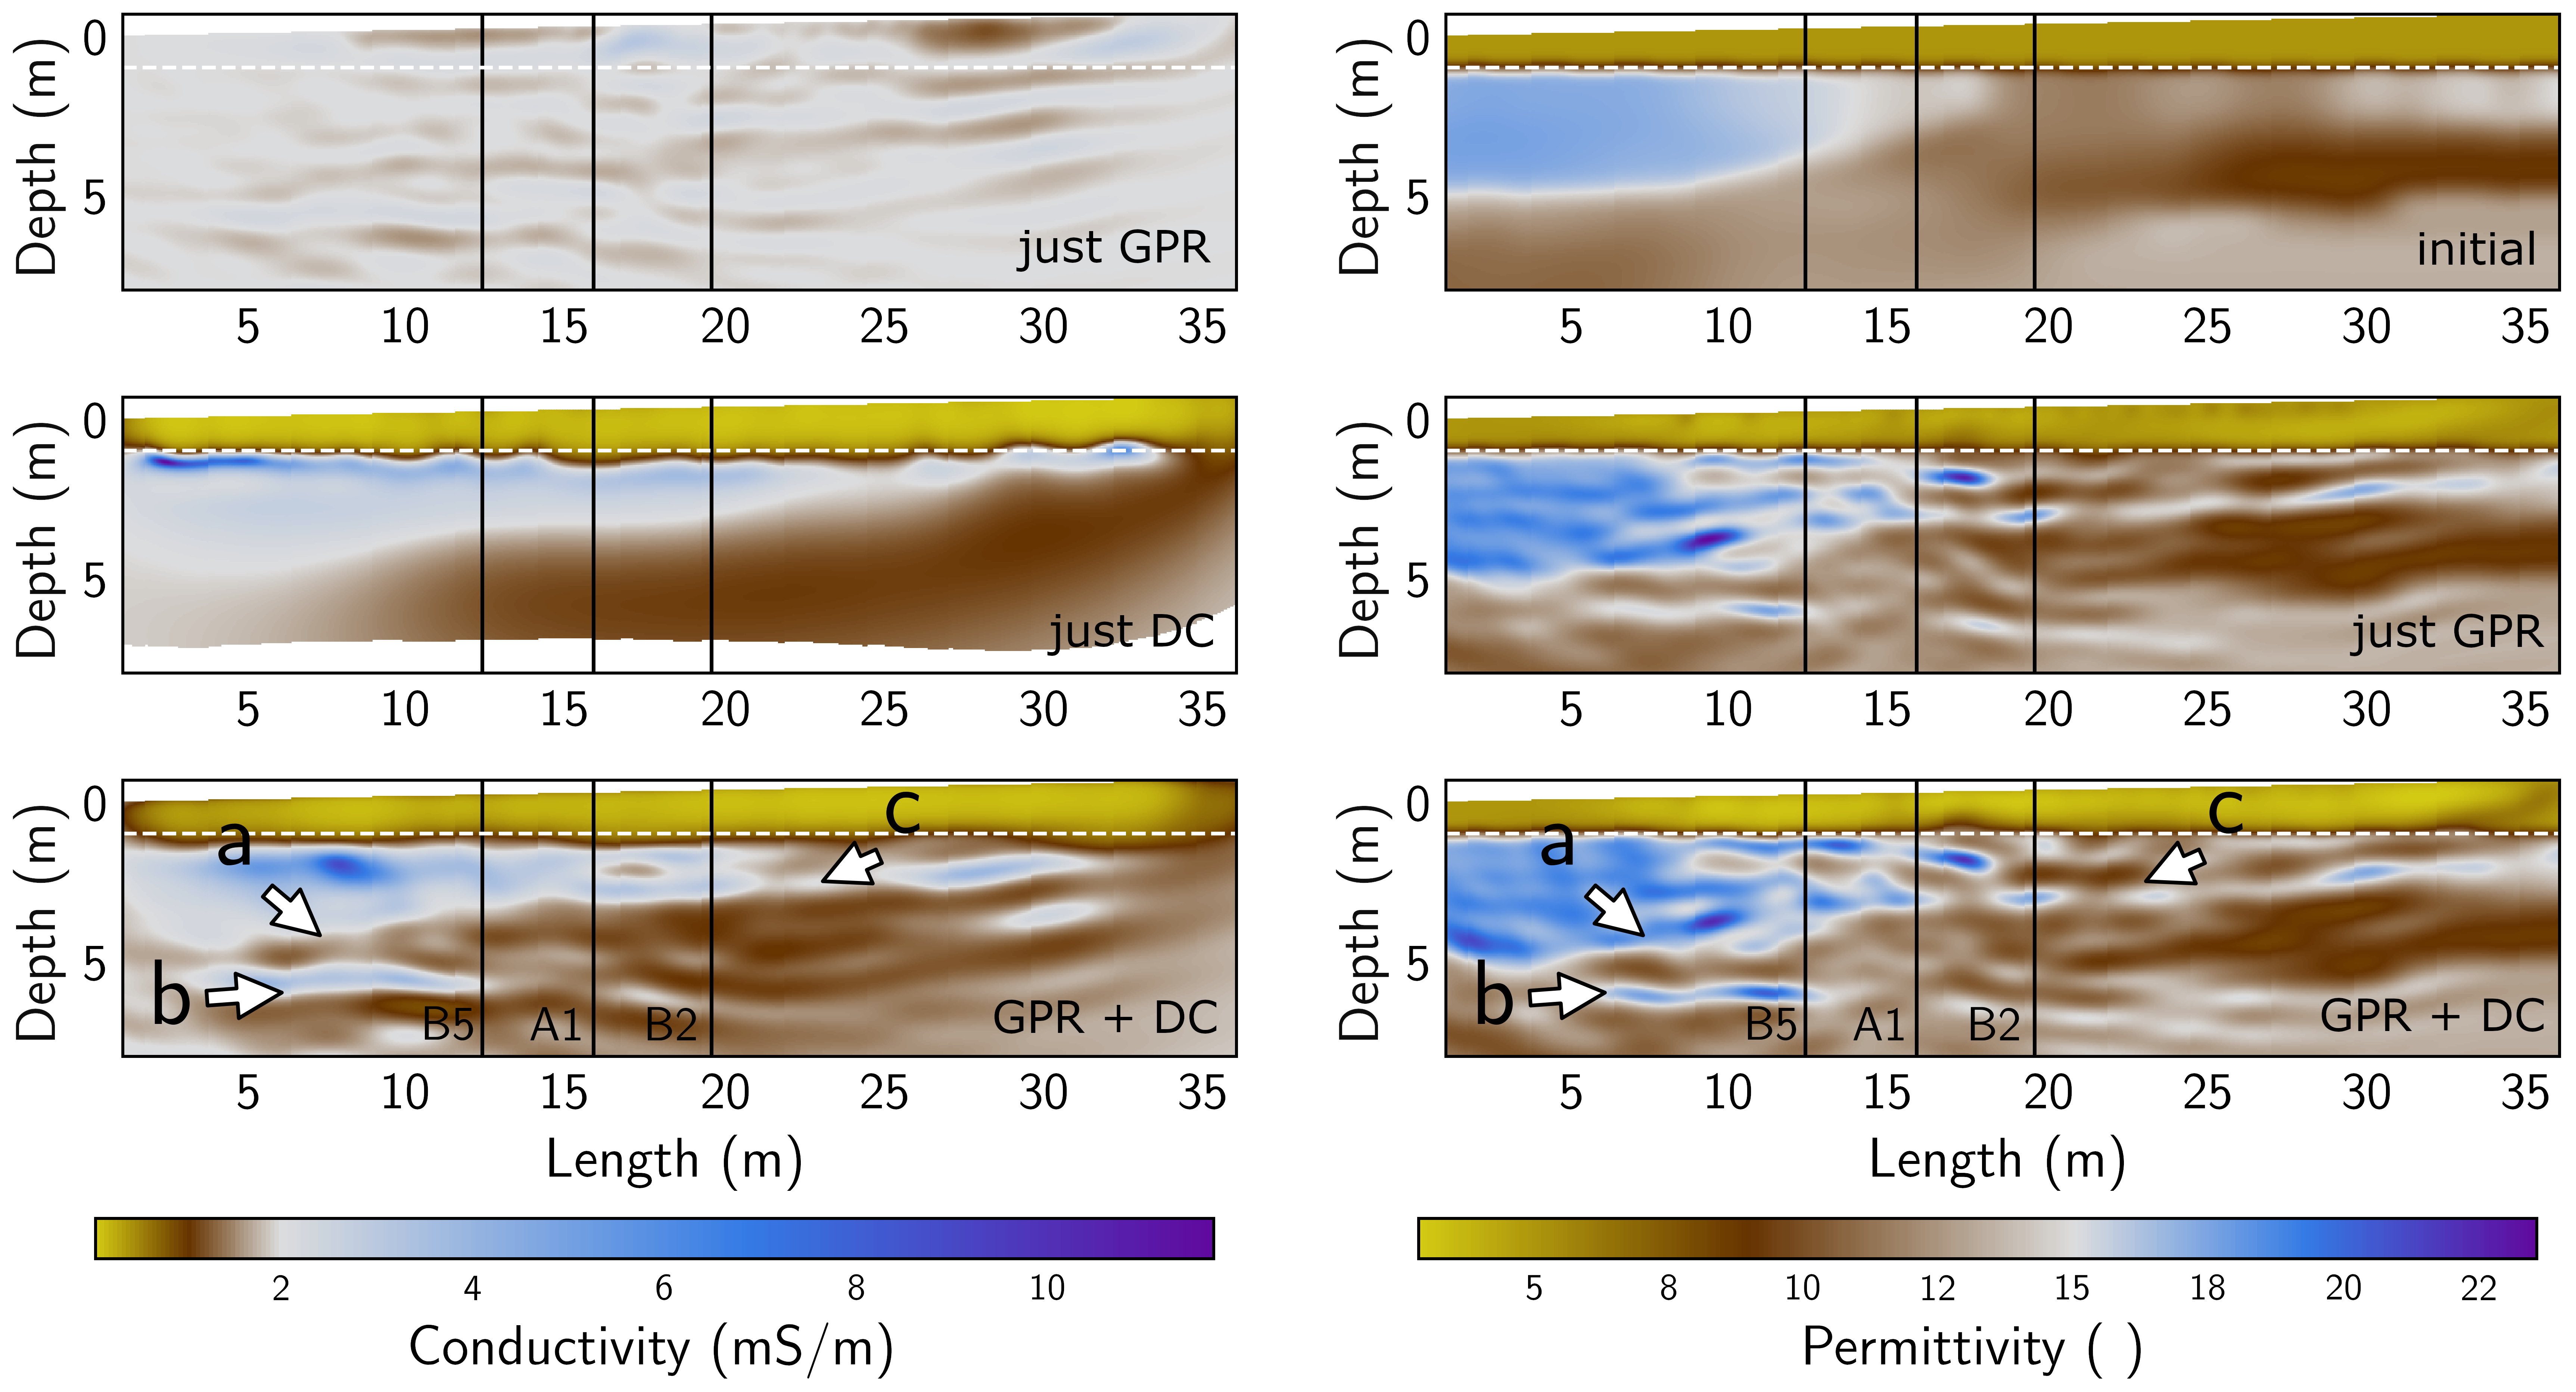 Depth (m)
0
5
just GPR
5 10 15 20 25 30 35
Depth (m)
0
5
initial
5 10 15 20 25 30 35
Depth (m)
0
5
just DC
5 10 15 20 25 30 35
Depth (m)
0
5
just GPR
5 10 15 20 25 30 35
Depth (m)
0
5
a
b
c
B5 A1 B2
GPR + DC
5 10 15 20 25 30 35
Length (m)
Depth (m)
0
5
a
b
c
B5 A1 B2
GPR + DC
5 10 15 20 25 30 35
Length (m)
2 4 6 8 10
Conductivity (mS/m)
5 8 10 12 15 18 20 22
Permittivity ( )